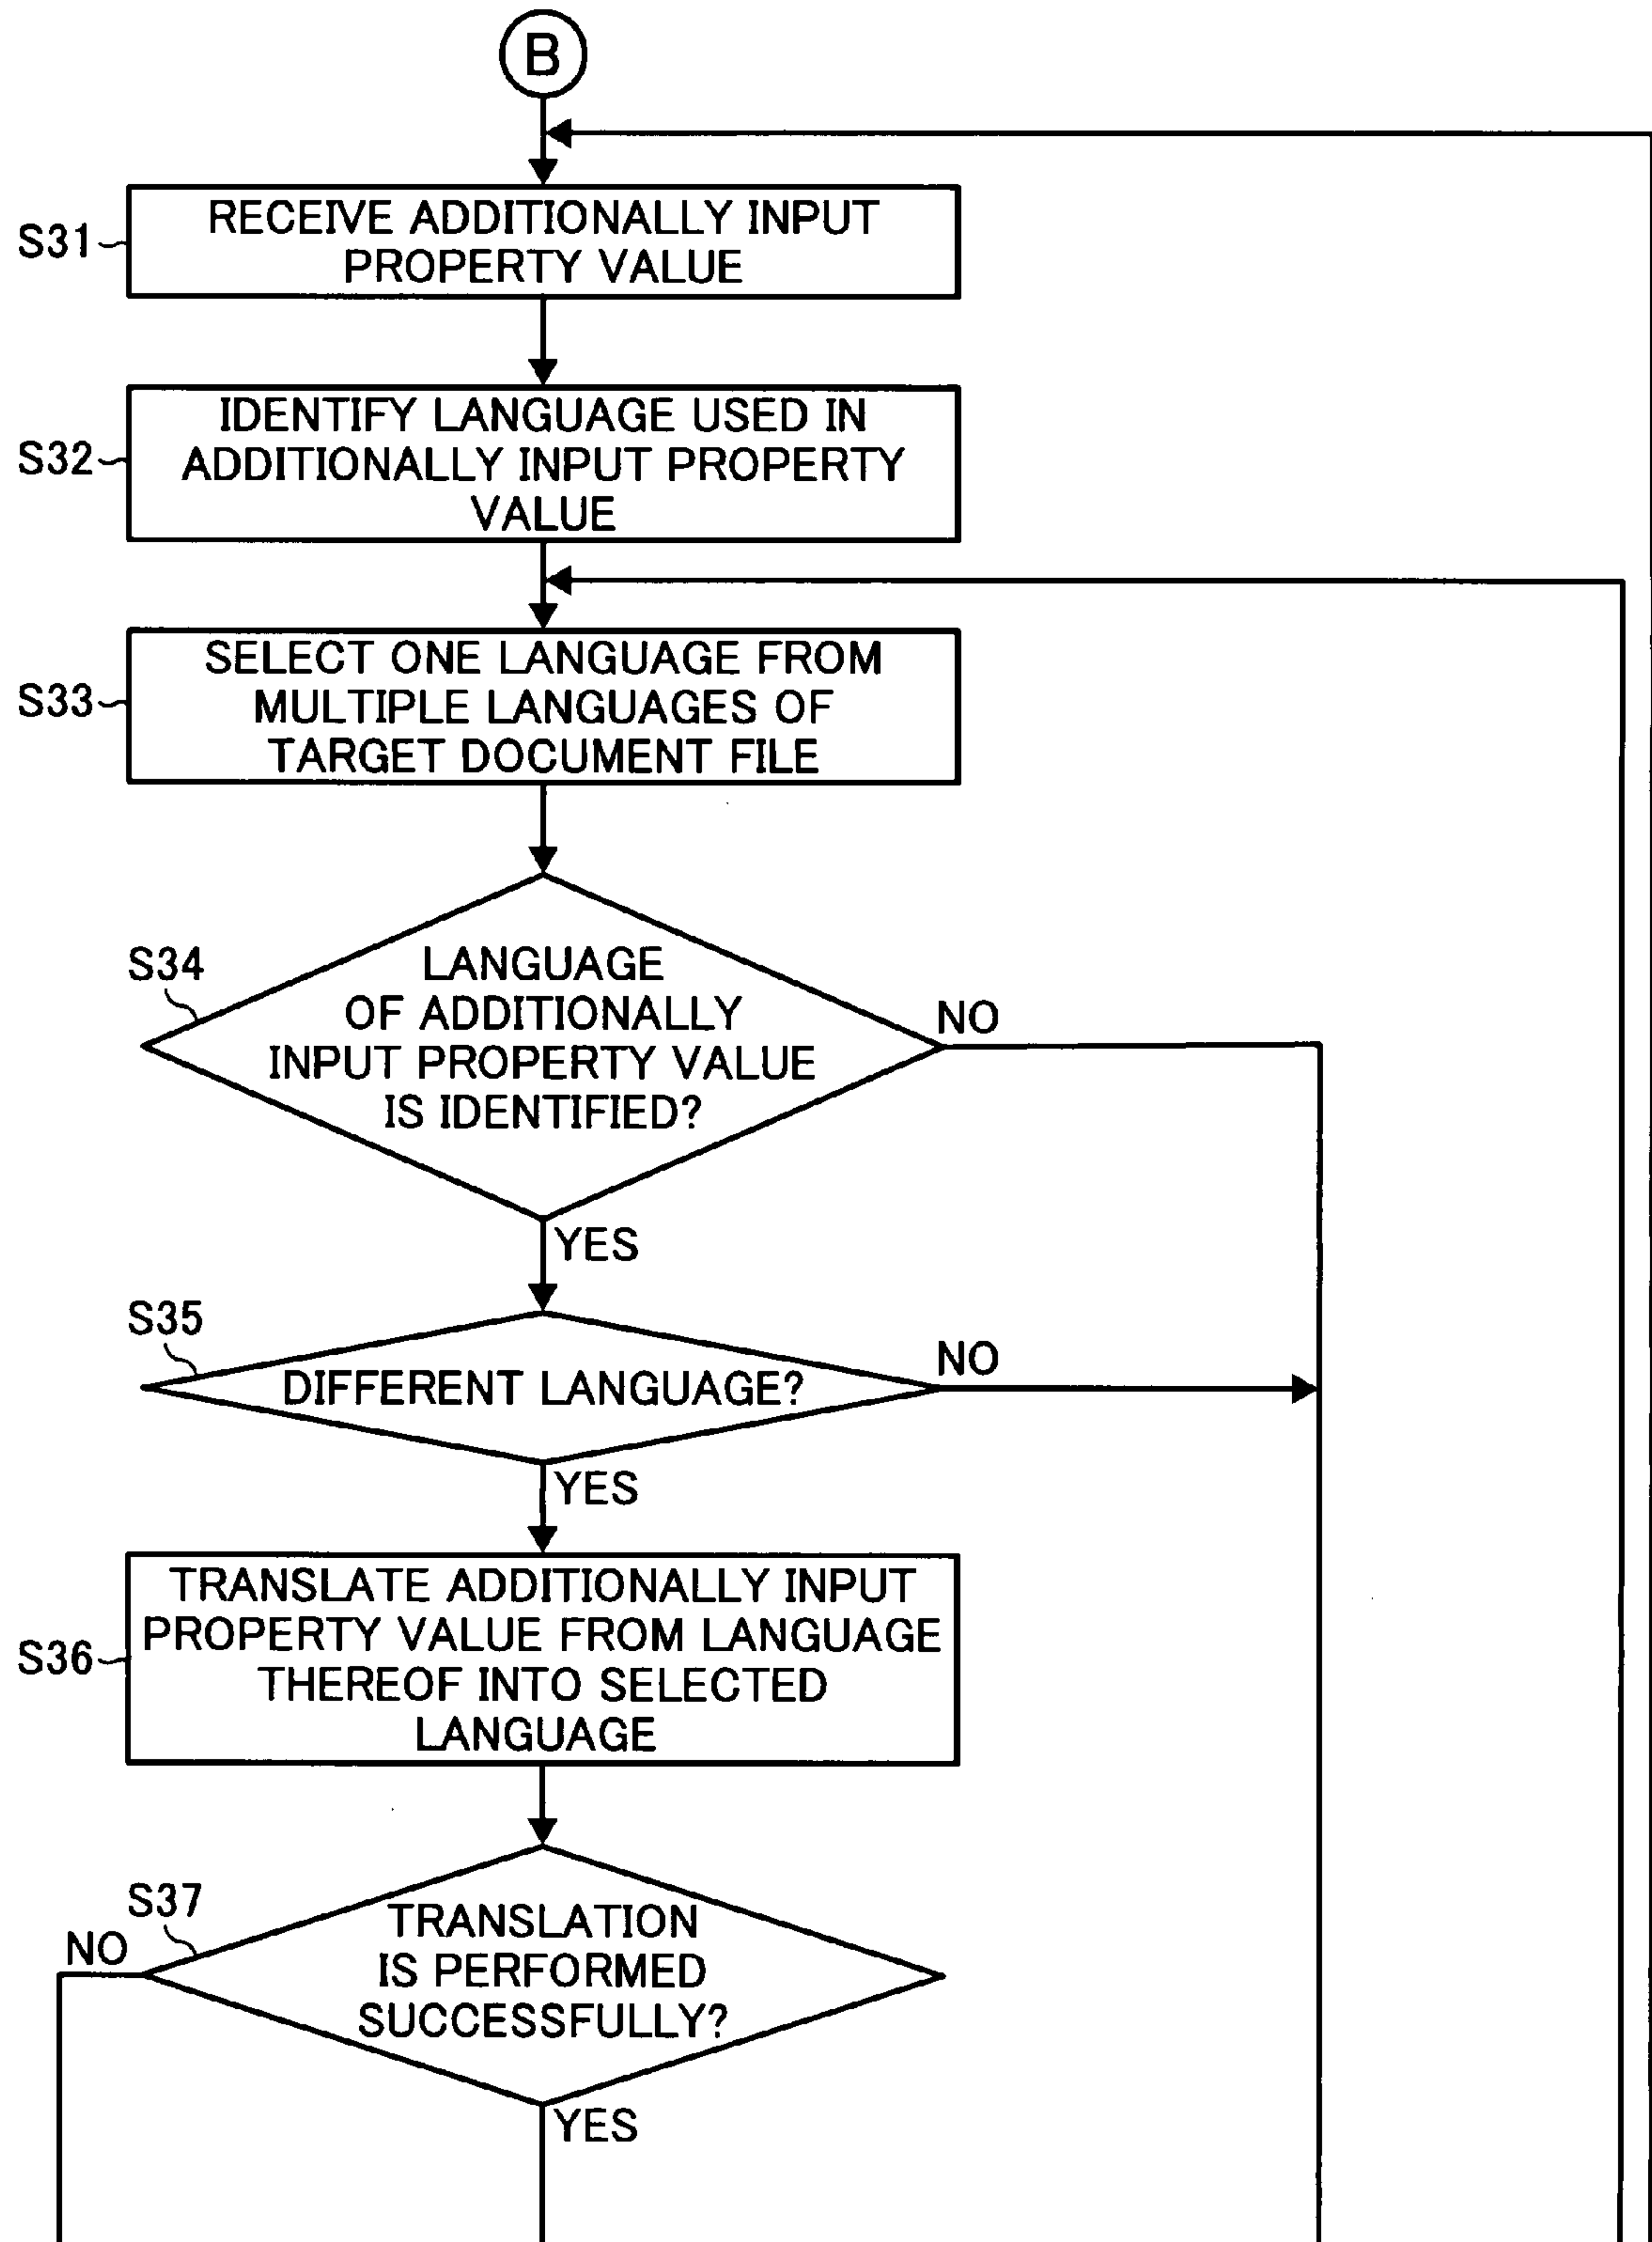 B
S31
RECEIVE ADDITIONALLY INPUT
PROPERTY VALUE
S32
IDENTIFY LANGUAGE USED IN
ADDITIONALLY INPUT PROPERTY
VALUE
S33
SELECT ONE LANGUAGE FROM
MULTIPLE LANGUAGES OF
TARGET DOCUMENT FILE
S34
LANGUAGE
OF ADDITIONALLY
INPUT PROPERTY VALUE
IS IDENTIFIED?
NO
YES
S35
DIFFERENT LANGUAGE?
NO
YES
S36
TRANSLATE ADDITIONALLY INPUT
PROPERTY VALUE FROM LANGUAGE
THEREOF INTO SELECTED
LANGUAGE
S37
NO
TRANSLATION
IS PERFORMED
SUCCESSFULLY?
YES